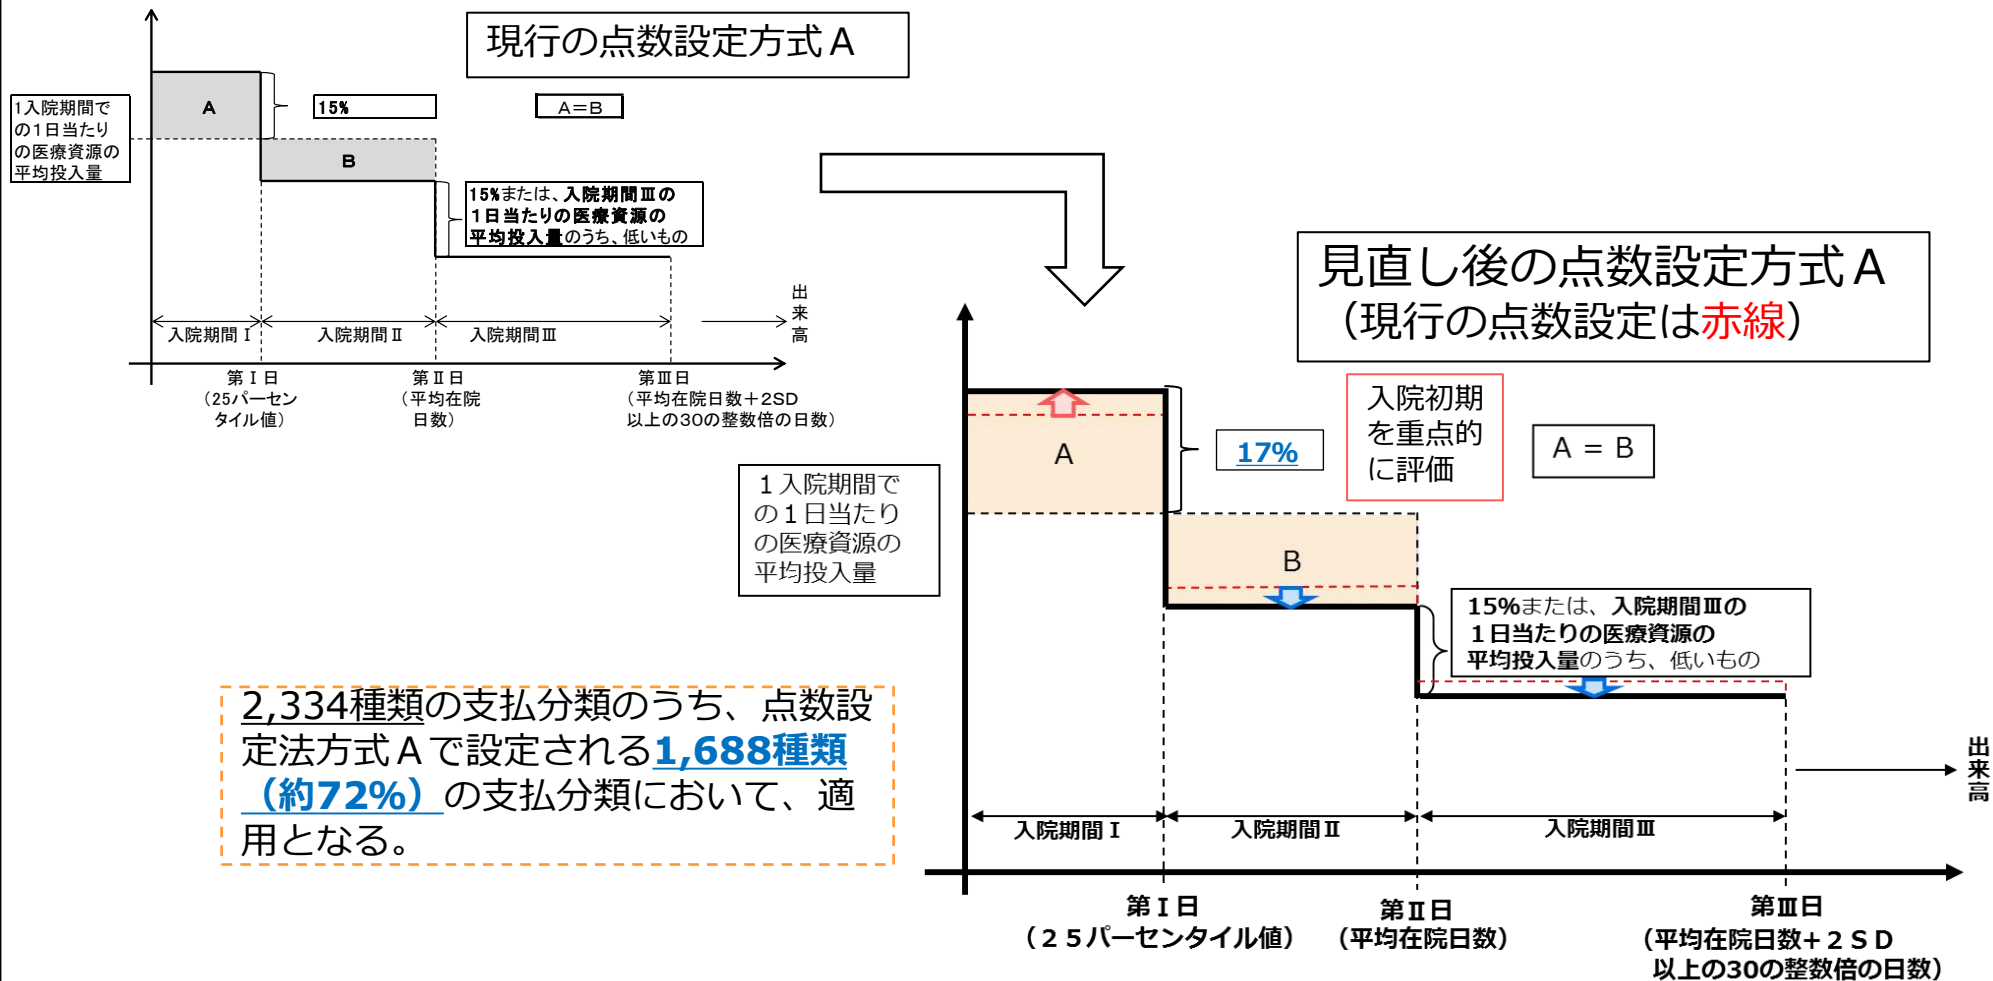 現行の点数設定方式A
1入院期間で
の1日当たり
の医療資源の
平均投入量
A
15%
A=B
B
15%または、入院期間Ⅲの
1日当たりの医療資源の
平均投入量のうち、低いもの
入院期間Ⅰ
入院期間Ⅱ
入院期間Ⅲ
出
来
高
第Ⅰ日
(25パーセン
タイル値)
第Ⅱ日
(平均在院
日数)
第Ⅲ日
(平均在院日数+2SD
以上の30の整数倍の日数)
見直し後の点数設定方式A
(現行の点数設定は赤線)
1入院期間で
の1日当たり
の医療資源の
平均投入量
A
17%
入院初期
を重点的
に評価
A = B
B
15%または、入院期間Ⅲの
1日当たりの医療資源の
平均投入量のうち、低いもの
出
来
高
入院期間Ⅰ
入院期間Ⅱ
入院期間Ⅲ
第Ⅰ日
(25パーセンタイル値)
第Ⅱ日
(平均在院日数)
第Ⅲ日
(平均在院日数+2SD
以上の30の整数倍の日数)
2,334種類の支払分類のうち、点数設
定法方式Aで設定される1,688種類
(約72%)の支払分類において、適
用となる。